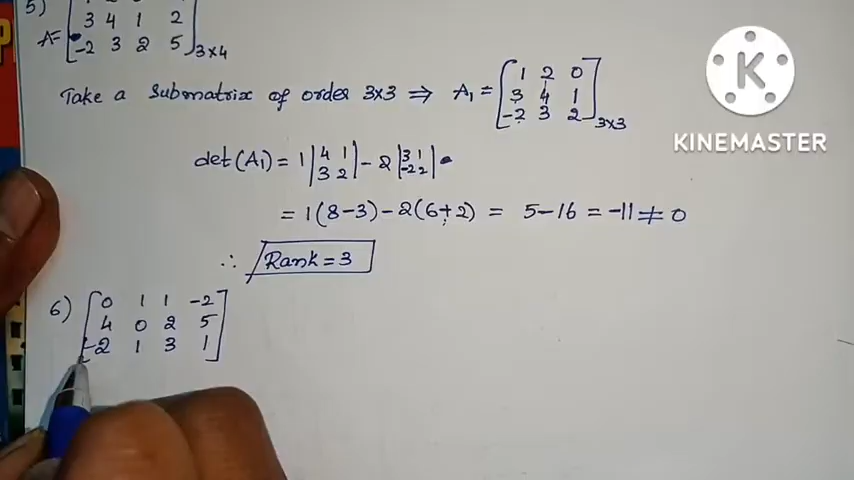 5)
3 4 1 2
A= -2 3 2 5 3×4
Take a submatrix of order 3×3 ⇒ A₁ = [1 2 0
3 4 1
-2 3 2] 3×3
det(A₁) = 1 |4 1 3 2| - 2 |3 1 -2 2|
= 1(8-3) - 2(6+2) = 5-16 = -11 ≠ 0
∴ Rank = 3
6) [0 1 1 -2
4 0 2 5
-2 1 3 1]
K
KINEMASTER